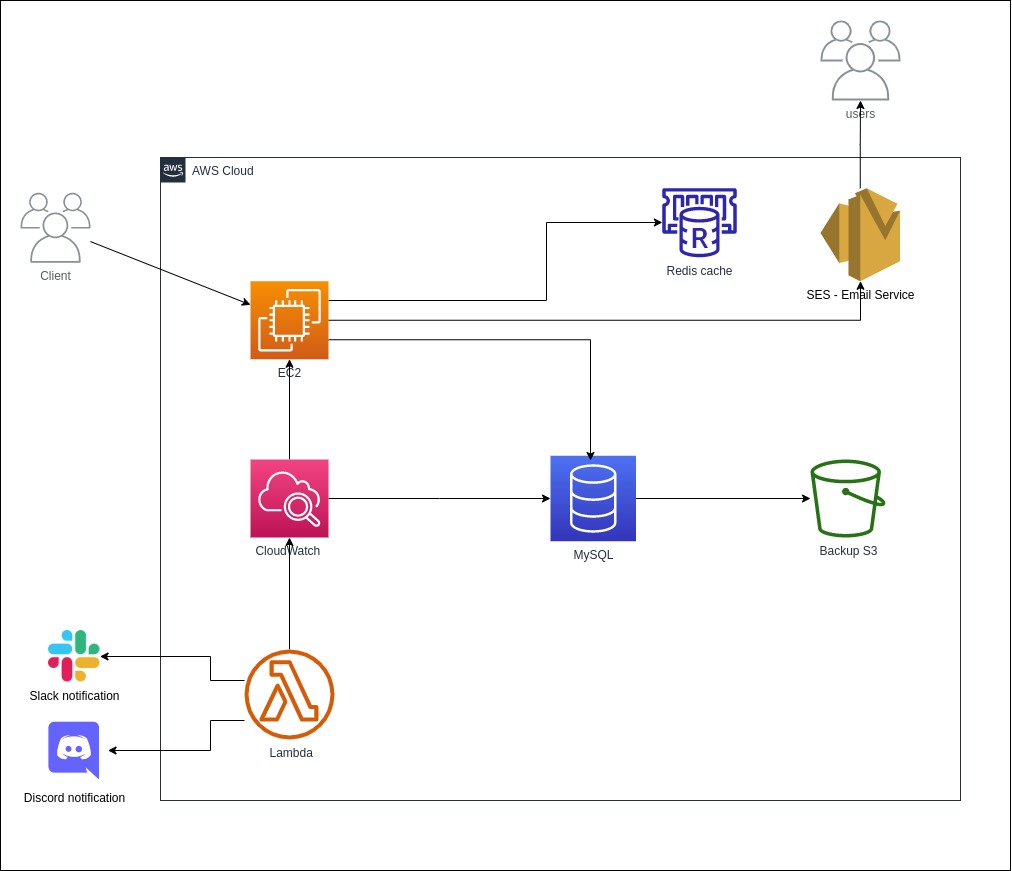 users
aws
AWS Cloud
Client
R
Redis cache
SES - Email Service
EC2
CloudWatch
MySQL
Backup S3
Slack notification
Lambda
Discord notification